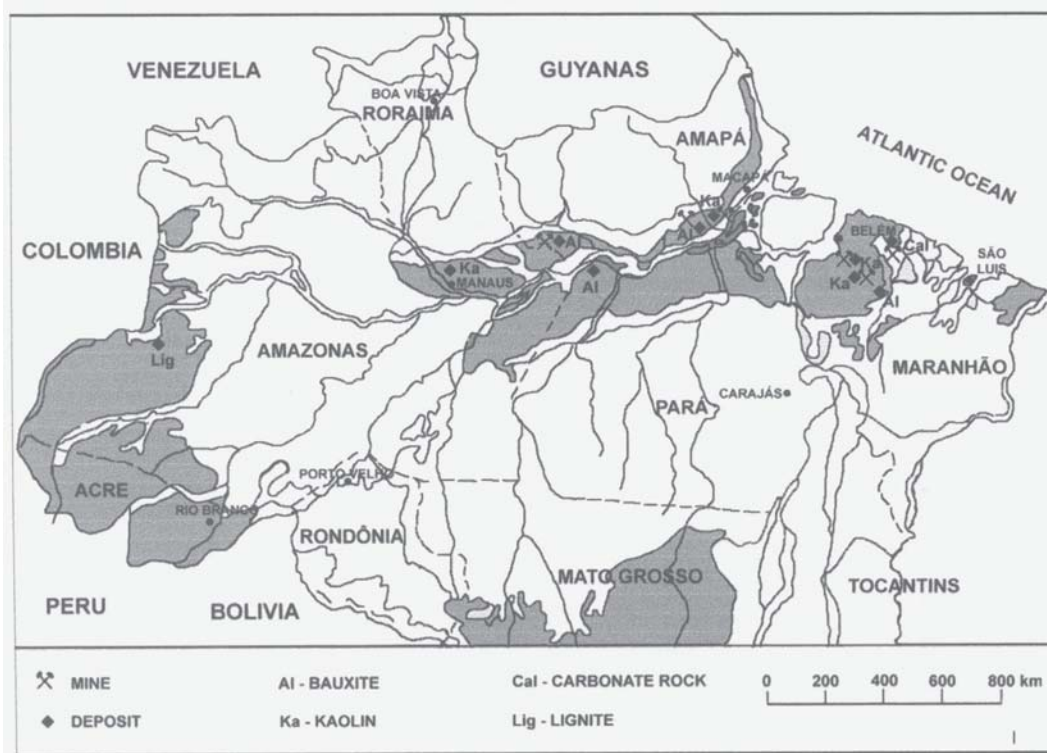 VENEZUELA
GUYANAS
BOA VISTA
RORAIMA
AMAPÁ
ATLANTIC OCEAN
MACAPÁ
Ka
Al
COLOMBIA
Al
BELÉM
Cal
SÃO
LUIS
Ka
MANAUS
Al
Ka
Al
Lig
AMAZONAS
MARANHÃO
CARAJÁS
PARÁ
ACRE
PORTO VELHO
RIO BRANCO
RONDÔNIA
MATO GROSSO
TOCANTINS
PERU
BOLIVIA
MINE
Al - BAUXITE
Cal - CARBONATE ROCK
0 200 400 600 800 km
DEPOSIT
Ka - KAOLIN
Lig - LIGNITE